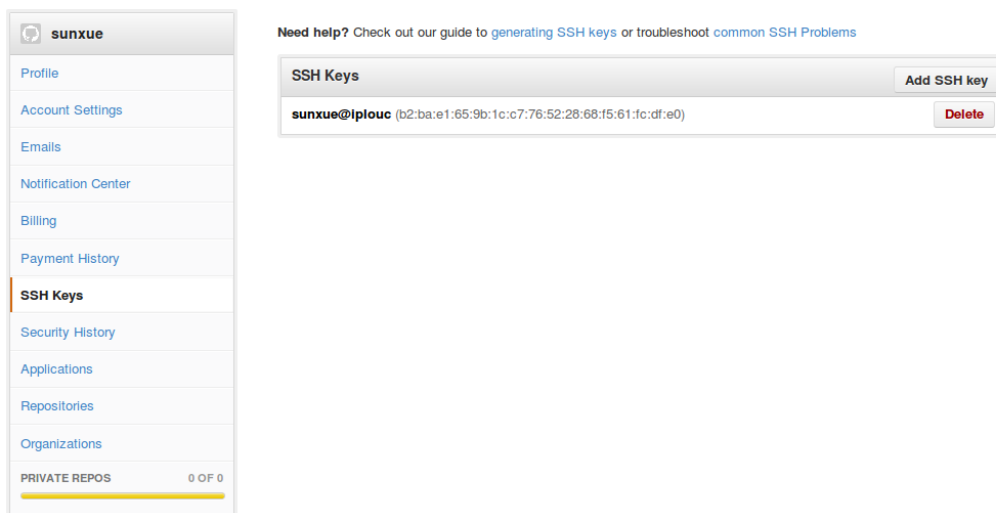 sunxue
Profile
Account Settings
Emails
Notification Center
Billing
Payment History
SSH Keys
Security History
Applications
Repositories
Organizations
PRIVATE REPOS 0 OF 0
Need help? Check out our guide to generating SSH keys or troubleshoot common SSH Problems
SSH Keys Add SSH key
sunxue@iplouc (b2:ba:e1:65:9b:1c:c7:76:52:28:68:f5:61:fc:df:e0) Delete